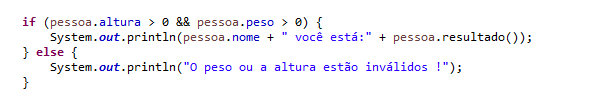 if (pessoa.altura > 0 && pessoa.peso > 0) {
System.out.println(pessoa.nome + " você está:" + pessoa.resultado());
} else {
System.out.println("O peso ou a altura estão inválidos !");
}